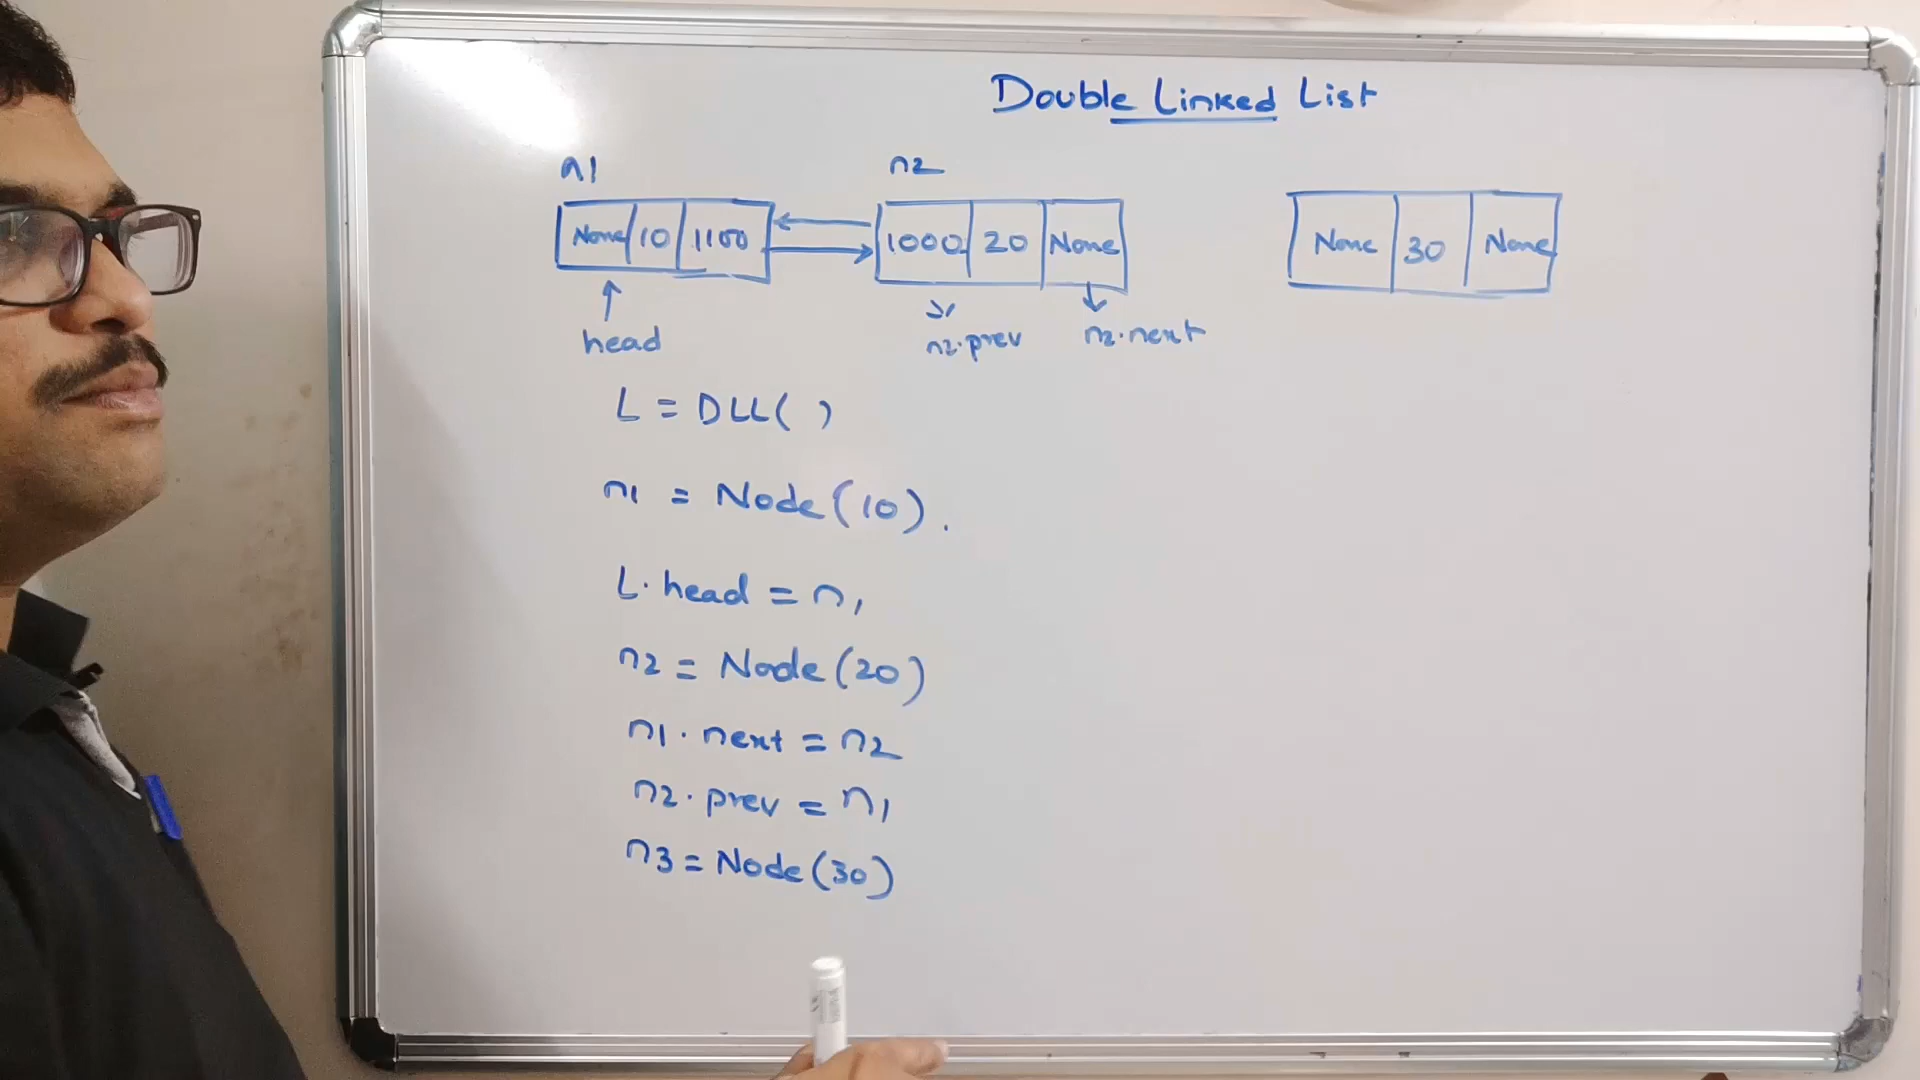 Double Linked List
n1 n2
None 10 1100 1000 20 None None 30 None
head n2.prev n2.next
L = DLL( )
n1 = Node(10).
L.head = n1
n2 = Node(20)
n1.next = n2
n2.prev = n1
n3 = Node(30)